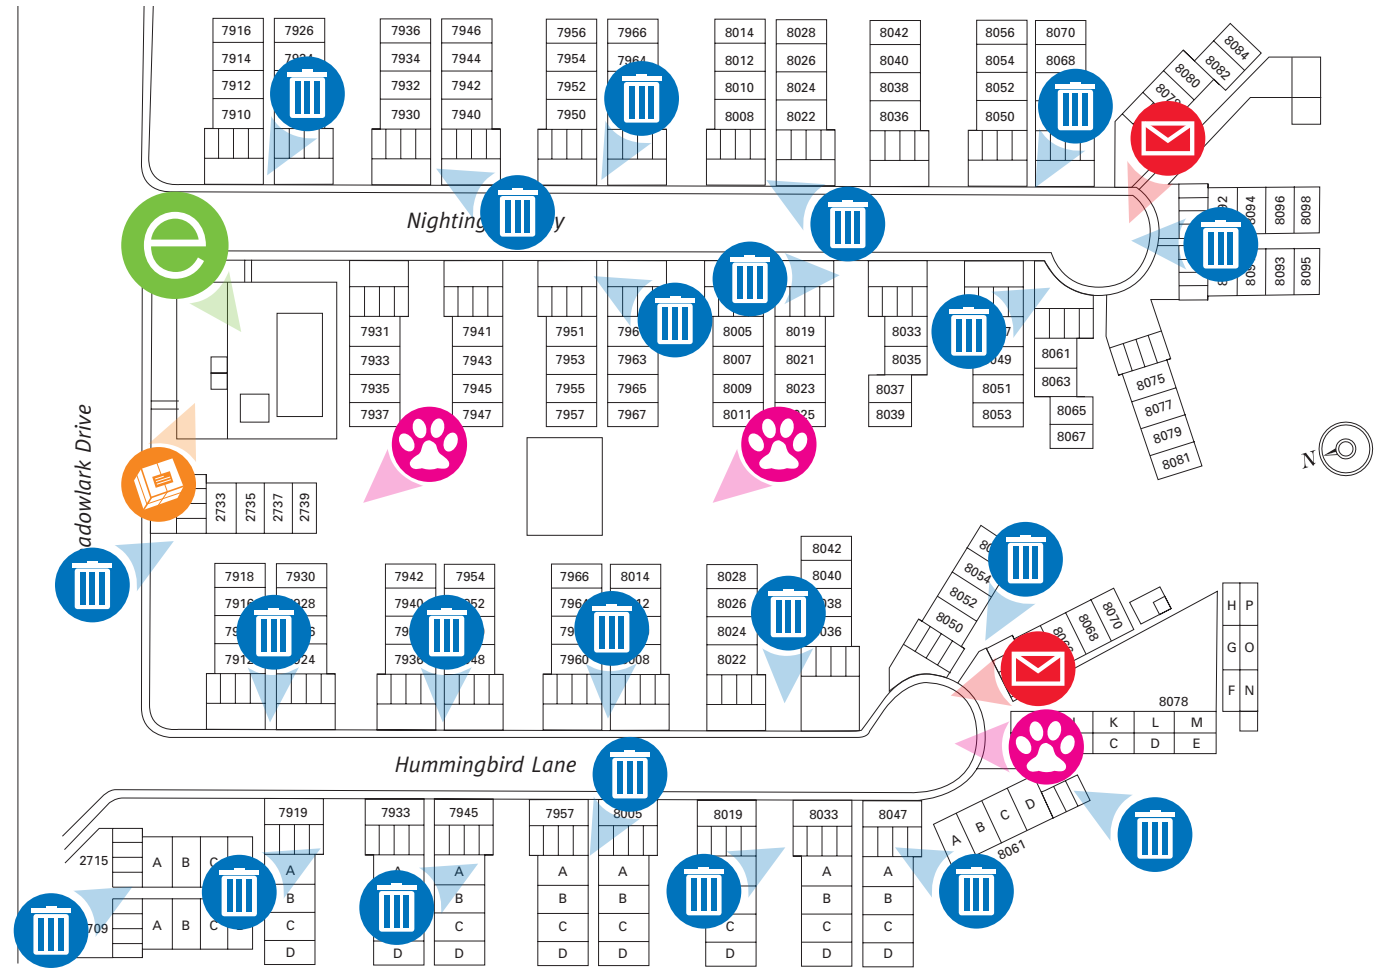 7916 7926 7936 7946 7956 7966 8014 8028 8042 8056 8070 8084
7914 7934 7944 7954 7964 8012 8026 8040 8054 8068 8082
7912 7932 7942 7952 8010 8024 8038 8052 8080
7910 7930 7940 7950 8008 8022 8036 8050
8094 8096 8098
8093 8095
e
7931 7941 7951 8005 8019 8033
7933 7943 7953 7963 8007 8021 8035 8061
7935 7945 7955 7965 8009 8023 8037 8051 8063 8075
7937 7947 7957 7967 8011 8039 8053 8065 8077
8067 8079
8081
N
2733 2735 2737 2739
7918 7930 7942 7954 7966 8014 8028 8042
8026 8040 8054
8024 8052
8022 8050
8068 8070
H P
G O
F N
8078
K L M
C D E
Hummingbird Lane
7919 7933 7945 7957 8005 8019 8033 8047
A B C D
8061
2715 A B C
A B C
A A A A A A A
B B B B B B
C C C C C C C
D D D D D D D D